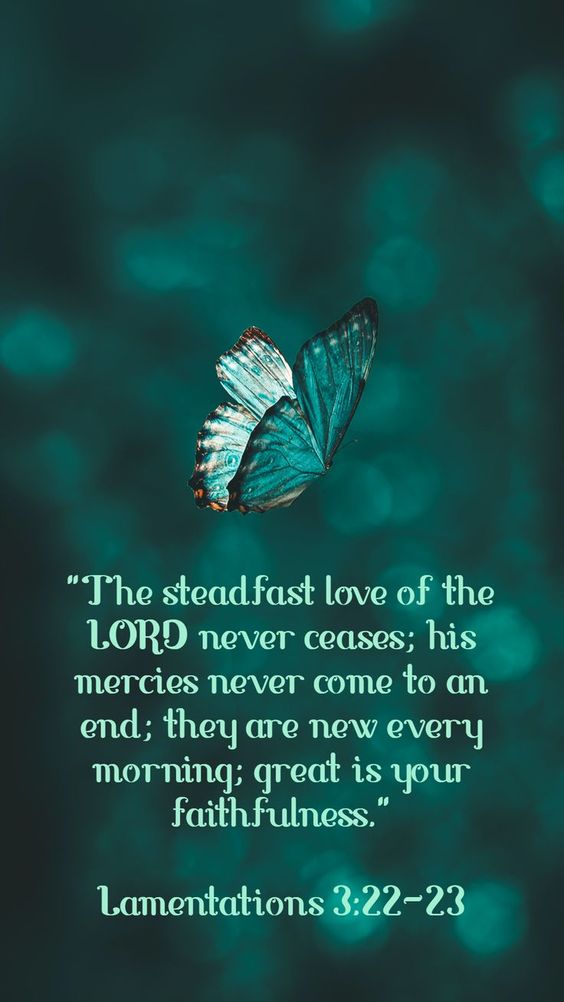 "The steadfast love of the
LORD never ceases; his
mercies never come to an
end; they are new every
morning; great is your
faithfulness."
Lamentations 3:22-23